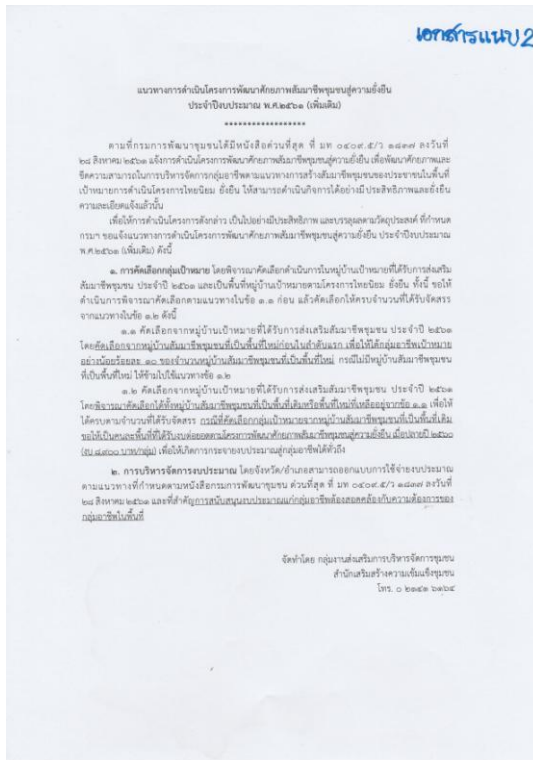 เอกสารแนบ 2
แนวทางการดำเนินโครงการพัฒนาศักยภาพสัมมาชีพชุมชนสู่ความยั่งยืน
ประจำปีงบประมาณ พ.ศ.๒๕๖๑ (เพิ่มเติม)
******************
ตามที่กรมการพัฒนาชุมชนได้มีหนังสือด่วนที่สุด ที่ มท ๐๔๐๙.๕/ว ๑๘๓๗ ลงวันที่
๒๘ สิงหาคม ๒๕๖๑ แจ้งการดำเนินโครงการพัฒนาศักยภาพสัมมาชีพชุมชนสู่ความยั่งยืน เพื่อพัฒนาศักยภาพและ
ขีดความสามารถในการบริหารจัดการกลุ่มอาชีพตามแนวทางการสร้างสัมมาชีพชุมชนของประชาชนในพื้นที่
เป้าหมายการดำเนินการโครงการไทยนิยม ยั่งยืน ให้สามารถดำเนินกิจการได้อย่างมีประสิทธิภาพและยั่งยืน
ความละเอียดแจ้งแล้วนั้น
เพื่อให้การดำเนินโครงการดังกล่าว เป็นไปอย่างมีประสิทธิภาพ และบรรลุผลตามวัตถุประสงค์ ที่กำหนด
กรมฯ ขอแจ้งแนวทางการดำเนินโครงการพัฒนาศักยภาพสัมมาชีพชุมชนสู่ความยั่งยืน ประจำปีงบประมาณ
พ.ศ.๒๕๖๑ (เพิ่มเติม) ดังนี้
๑. การคัดเลือกกลุ่มเป้าหมาย โดยพิจารณาคัดเลือกดำเนินการในหมู่บ้านเป้าหมายที่ได้รับการส่งเสริม
สัมมาชีพชุมชน ประจำปี ๒๕๖๑ และเป็นพื้นที่หมู่บ้านเป้าหมายตามโครงการไทยนิยม ยั่งยืน ทั้งนี้ ขอให้
ดำเนินการพิจารณาคัดเลือกตามแนวทางในข้อ ๑.๑ ก่อน แล้วคัดเลือกให้ครบจำนวนที่ได้รับจัดสรร
จากแนวทางในข้อ ๑.๒ ดังนี้
๑.๑ คัดเลือกจากหมู่บ้านเป้าหมายที่ได้รับการส่งเสริมสัมมาชีพชุมชน ประจำปี ๒๕๖๑
โดยคัดเลือกจากหมู่บ้านสัมมาชีพชุมชนที่เป็นพื้นที่ใหม่ก่อนในลำดับแรก เพื่อให้ได้กลุ่มอาชีพเป้าหมาย
อย่างน้อยร้อยละ ๑๐ ของจำนวนหมู่บ้านสัมมาชีพชุมชนที่เป็นพื้นที่ใหม่ กรณีไม่มีหมู่บ้านสัมมาชีพชุมชน
ที่เป็นพื้นที่ใหม่ ให้ข้ามไปใช้แนวทางข้อ ๑.๒
๑.๒ คัดเลือกจากหมู่บ้านเป้าหมายที่ได้รับการส่งเสริมสัมมาชีพชุมชน ประจำปี ๒๕๖๑
โดยพิจารณาคัดเลือกได้ทั้งหมู่บ้านสัมมาชีพชุมชนที่เป็นพื้นที่เดิมหรือพื้นที่ใหม่ที่เหลืออยู่จากข้อ ๑.๑ เพื่อให้
ได้ครบตามจำนวนที่ได้รับจัดสรร กรณีที่คัดเลือกกลุ่มเป้าหมายจากหมู่บ้านสัมมาชีพชุมชนที่เป็นพื้นที่เดิม
ขอให้เป็นคนละพื้นที่ที่ได้รับงบต่อยอดตามโครงการพัฒนาศักยภาพสัมมาชีพชุมชนสู่ความยั่งยืน เมื่อปลายปี ๒๕๖๐
(งบ ๘,๙๐๐ บาท/กลุ่ม) เพื่อให้เกิดการกระจายงบประมาณสู่กลุ่มอาชีพได้ทั่วถึง
๒. การบริหารจัดการงบประมาณ โดยจังหวัด/อำเภอสามารถออกแบบการใช้จ่ายงบประมาณ
ตามแนวทางที่กำหนดตามหนังสือกรมการพัฒนาชุมชน ด่วนที่สุด ที่ มท ๐๔๐๙.๕/ว ๑๘๓๗ ลงวันที่
๒๘ สิงหาคม ๒๕๖๑ และที่สำคัญการสนับสนุนงบประมาณแก่กลุ่มอาชีพต้องสอดคล้องกับความต้องการของ
กลุ่มอาชีพในพื้นที่
จัดทำโดย กลุ่มงานส่งเสริมการบริหารจัดการชุมชน
สำนักเสริมสร้างความเข้มแข็งชุมชน
โทร. ๐ ๒๑๔๑ ๖๑๖๔